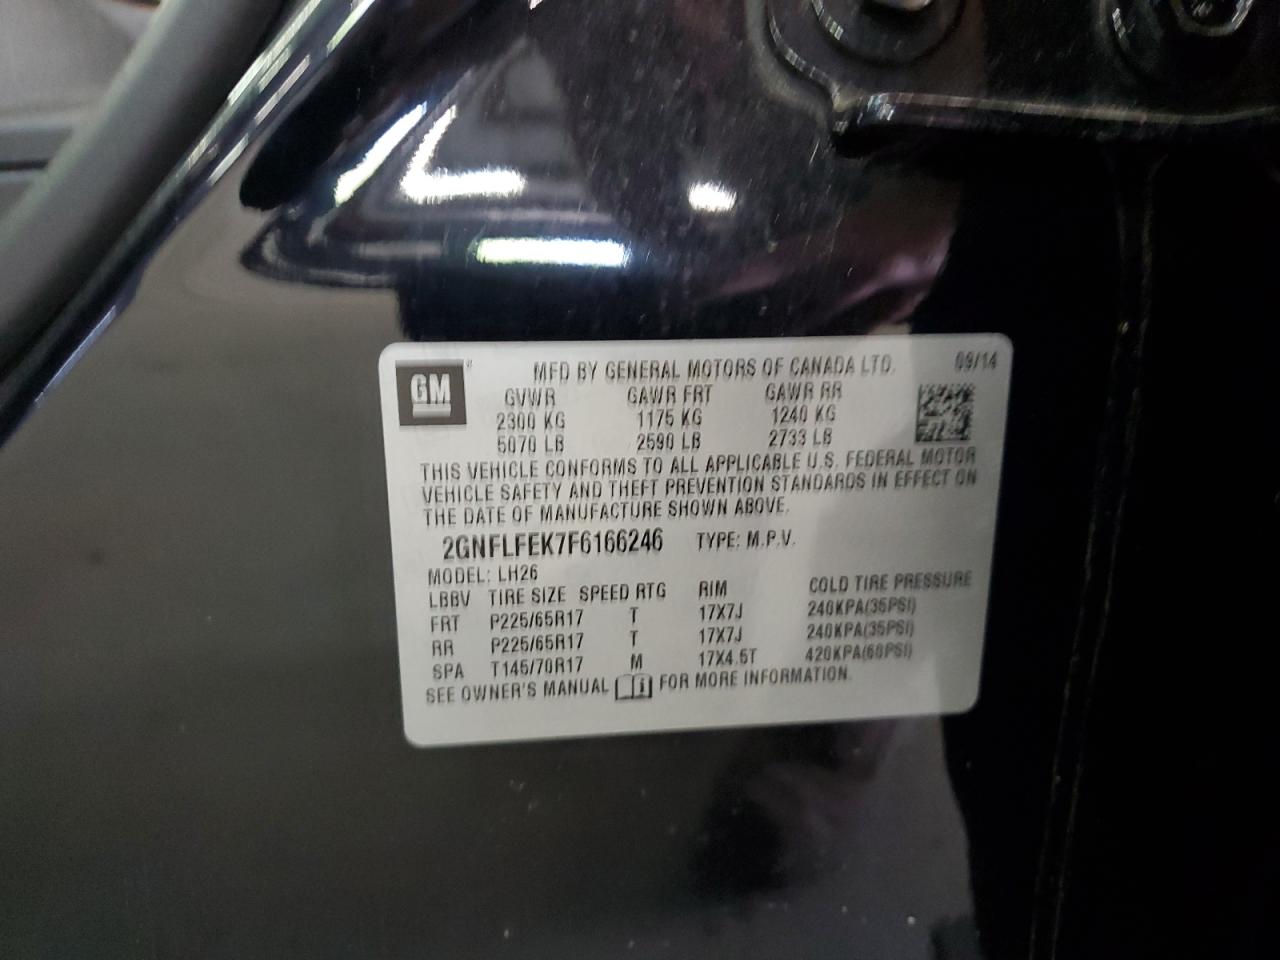 GM
MFD BY GENERAL MOTORS OF CANADA LTD. 09/14
GVWR GAWR FRT GAWR RR
2300 KG 1175 KG 1240 KG
5070 LB 2590 LB 2733 LB
THIS VEHICLE CONFORMS TO ALL APPLICABLE U.S. FEDERAL MOTOR
VEHICLE SAFETY AND THEFT PREVENTION STANDARDS IN EFFECT ON
THE DATE OF MANUFACTURE SHOWN ABOVE.
2GNFLFEK7F6166246 TYPE: M.P.V.
MODEL: LH26
LBBV TIRE SIZE SPEED RTG RIM COLD TIRE PRESSURE
FRT P225/65R17 T 17X7J 240KPA(35PSI)
RR P225/65R17 T 17X7J 240KPA(35PSI)
SPA T145/70R17 M 17X4.5T 420KPA(60PSI)
SEE OWNER'S MANUAL FOR MORE INFORMATION.